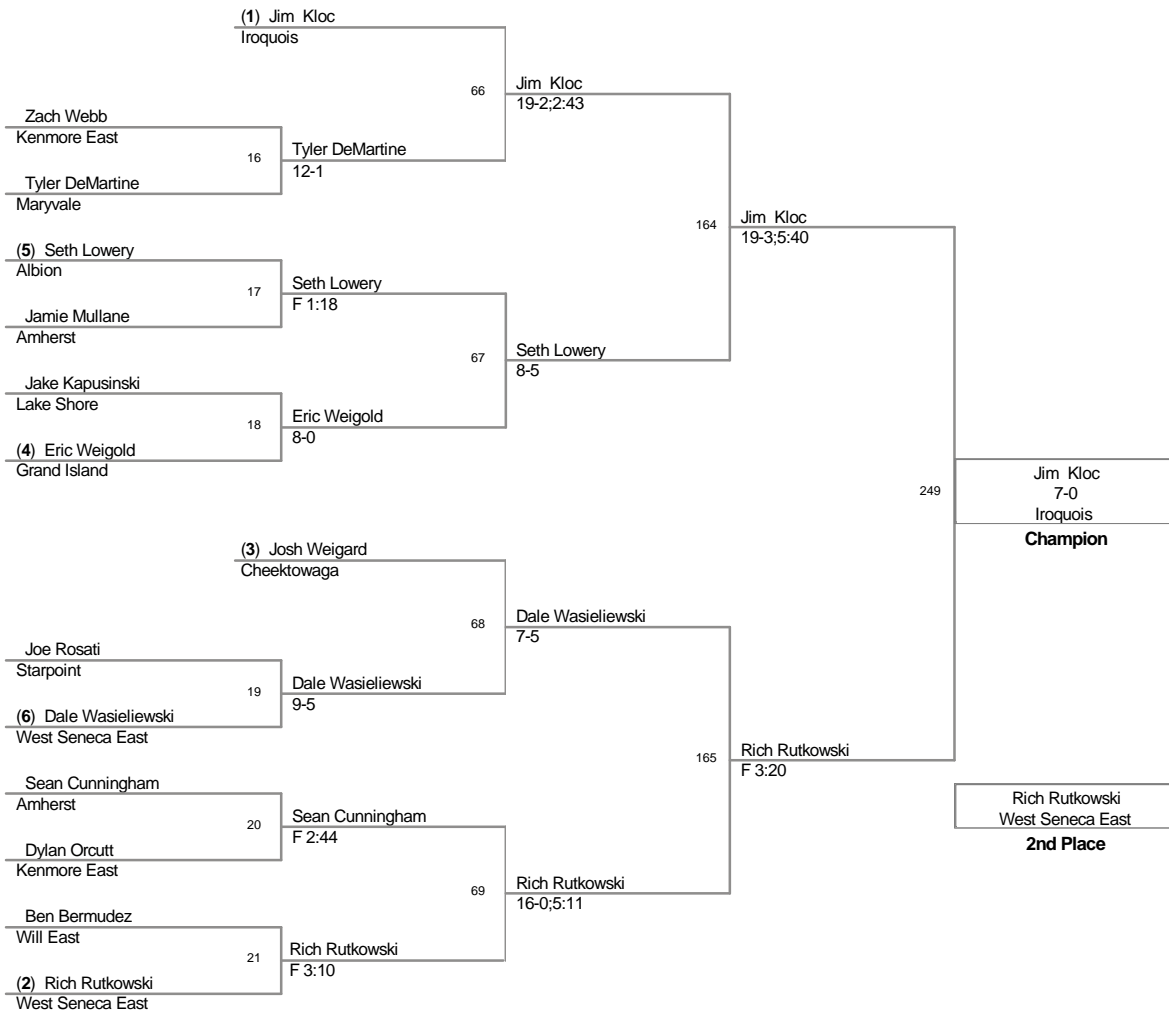 (1) Jim Kloc
Iroquois
66
Jim Kloc
19-2;2:43
Zach Webb
Kenmore East
16
Tyler DeMartine
12-1
Tyler DeMartine
Maryvale
164
Jim Kloc
19-3;5:40
(5) Seth Lowery
Albion
17
Seth Lowery
F 1:18
Jamie Mullane
Amherst
67
Seth Lowery
8-5
Jake Kapusinski
Lake Shore
18
Eric Weigold
8-0
(4) Eric Weigold
Grand Island
249
Jim Kloc
7-0
Iroquois
Champion
(3) Josh Weigard
Cheektowaga
68
Dale Wasieliewski
7-5
Joe Rosati
Starpoint
19
Dale Wasieliewski
9-5
(6) Dale Wasieliewski
West Seneca East
165
Rich Rutkowski
F 3:20
Sean Cunningham
Amherst
20
Sean Cunningham
F 2:44
Dylan Orcutt
Kenmore East
69
Rich Rutkowski
16-0;5:11
Ben Bermudez
Will East
21
Rich Rutkowski
F 3:10
(2) Rich Rutkowski
West Seneca East
Rich Rutkowski
West Seneca East
2nd Place